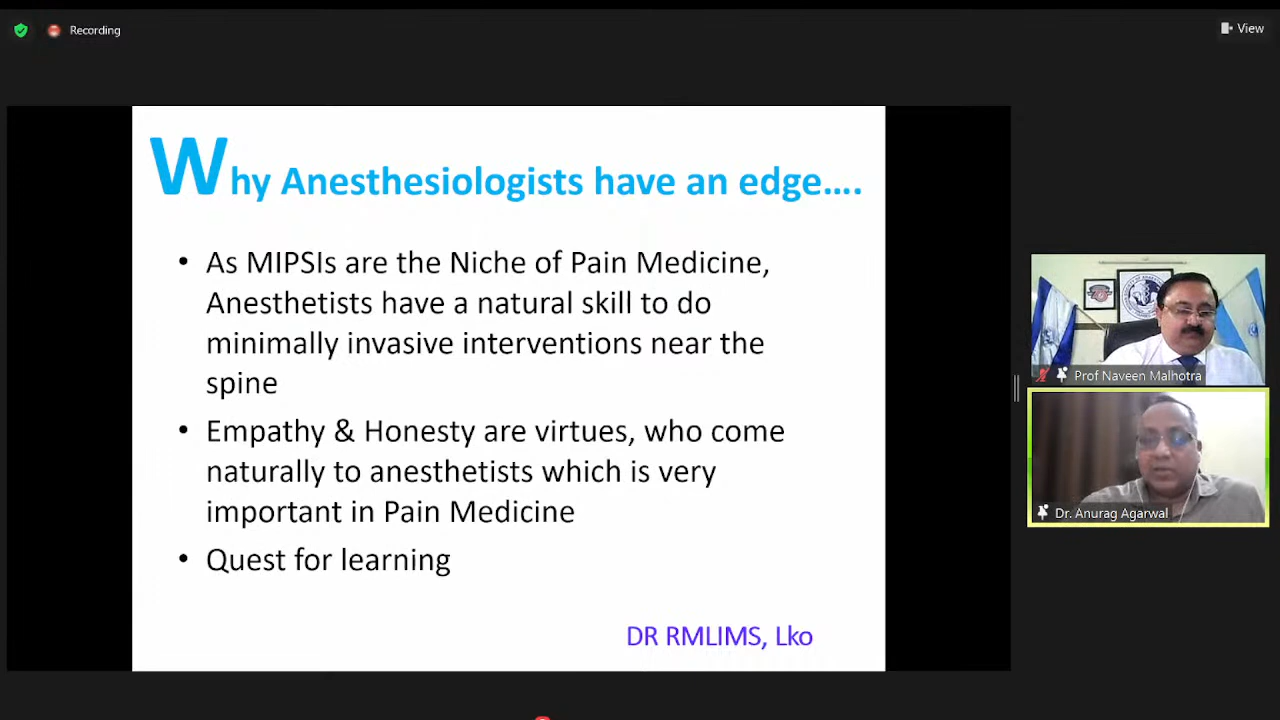 Recording
View
Why Anesthesiologists have an edge....
• As MIPSIs are the Niche of Pain Medicine,
Anesthetists have a natural skill to do
minimally invasive interventions near the
spine
• Empathy & Honesty are virtues, who come
naturally to anesthetists which is very
important in Pain Medicine
• Quest for learning
DR RMLIMS, Lko
Prof Naveen Malhotra
Dr. Anurag Agarwal